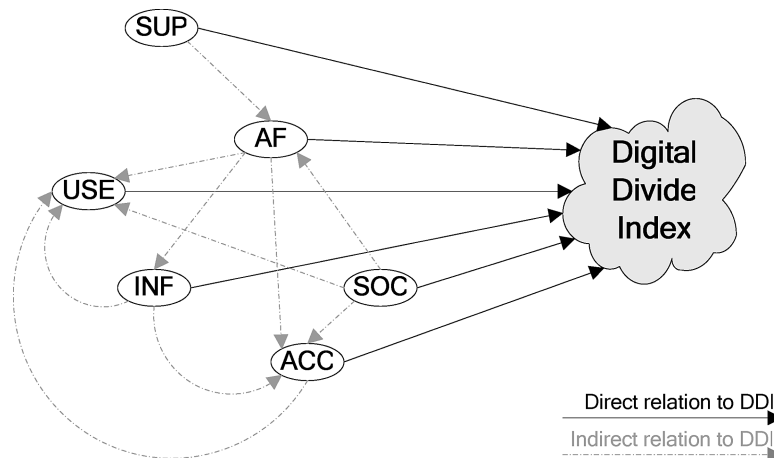 SUP
AF
USE
INF
SOC
ACC
Digital
Divide
Index
Direct relation to DDI
Indirect relation to DDI